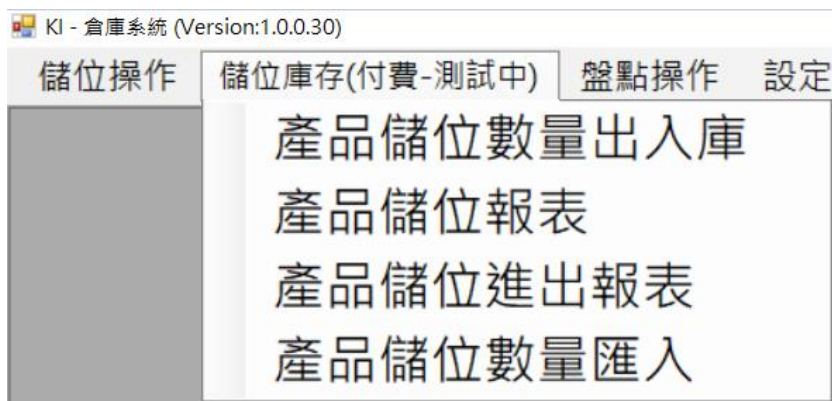 KI - 倉庫系統 (Version:1.0.0.30)
儲位操作 儲位庫存(付費-測試中) 盤點操作 設定
產品儲位數量出入庫
產品儲位報表
產品儲位進出報表
產品儲位數量匯入